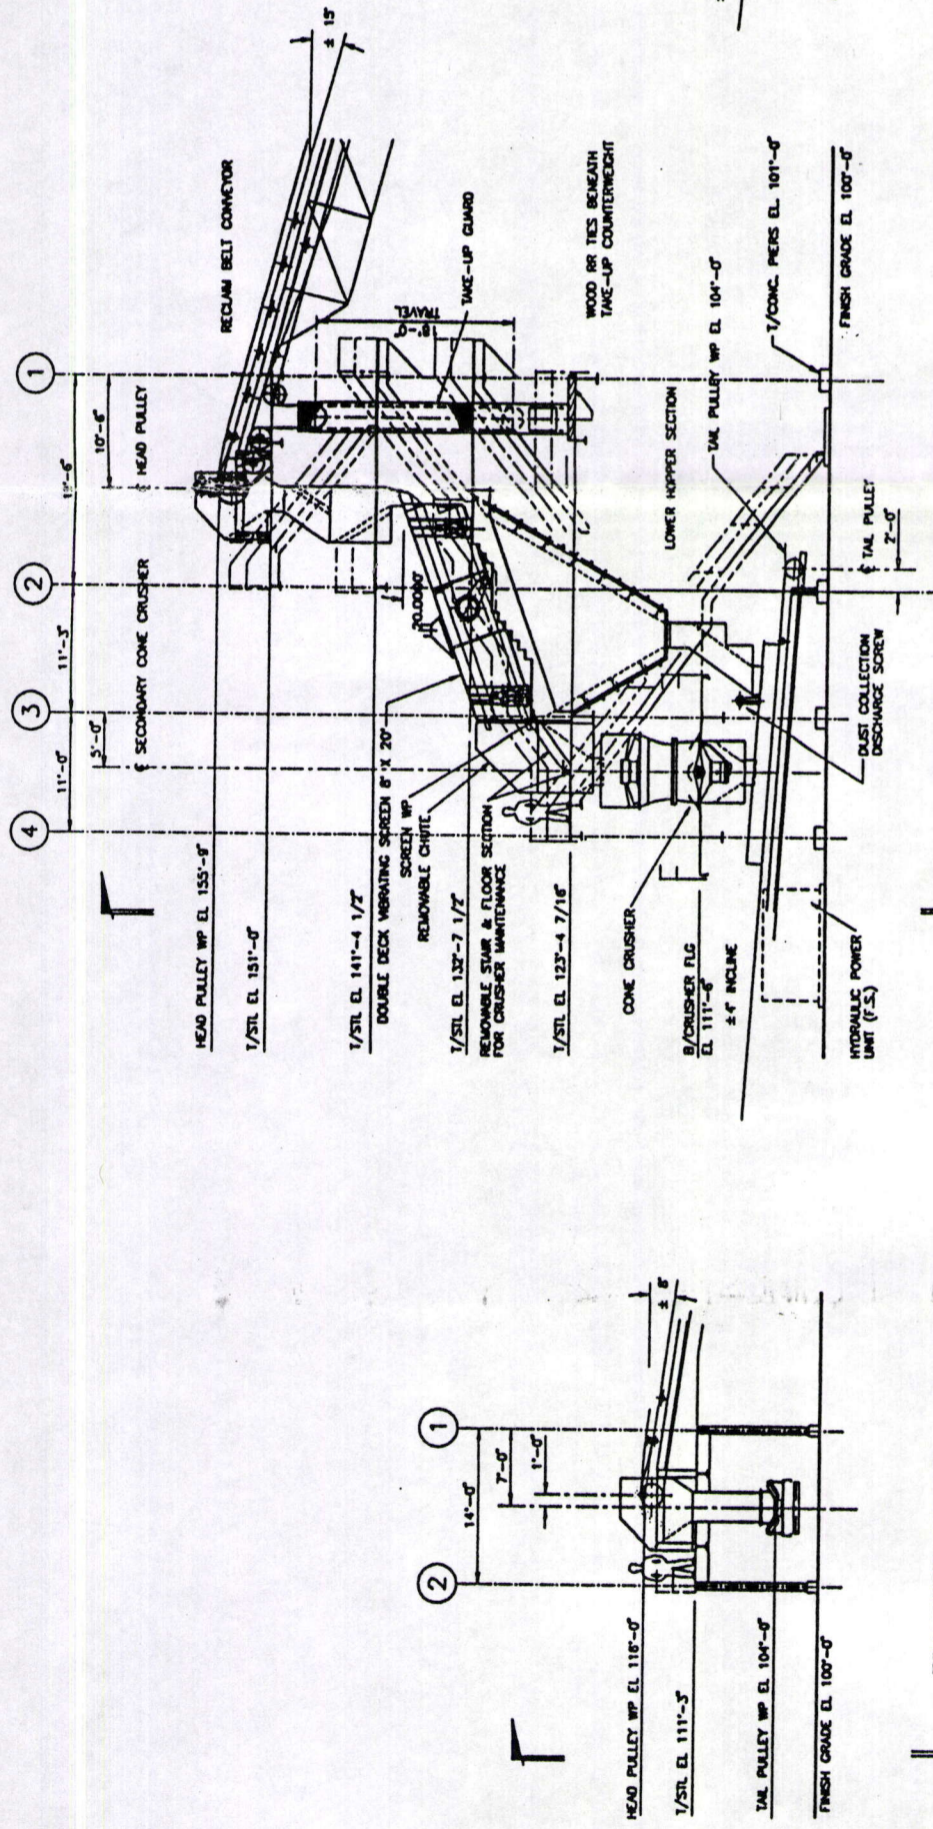 ± 15°
RECLAIM BELT CONVEYOR
1
10'-6"
℄ HEAD PULLEY
2
11'-3"
℄ SECONDARY CONE CRUSHER
3
5'-0"
11'-0"
4
HEAD PULLEY WP EL 155'-9"
T/STL EL 151'-0"
T/STL EL 141'-4 1/2"
DOUBLE DECK VIBRATING SCREEN 8' X 20'
SCREEN WP
REMOVABLE CHUTE
T/STL EL 132'-7 1/2"
REMOVABLE STAIR & FLOOR SECTION
FOR CRUSHER MAINTENANCE
T/STL EL 123'-4 7/16"
CONE CRUSHER
B/CRUSHER FLG
EL 111'-6"
±4° INCLINE
HYDRAULIC POWER
UNIT (F.S.)
20.0000°
TRAVEL
TAKE-UP GUARD
WOOD RR TIES BENEATH
TAKE-UP COUNTERWEIGHT
LOWER HOPPER SECTION
TAIL PULLEY WP EL 104'-0"
T/CONC. PIERS EL 101'-0"
FINISH GRADE EL 100'-0"
℄ TAIL PULLEY
2'-0"
DUST COLLECTION
DISCHARGE SCREW
± 8°
1
2
14'-0"
7'-0"
1'-0"
HEAD PULLEY WP EL 116'-0"
T/STL EL 111'-3"
TAIL PULLEY WP EL 104'-0"
FINISH GRADE EL 100'-0"